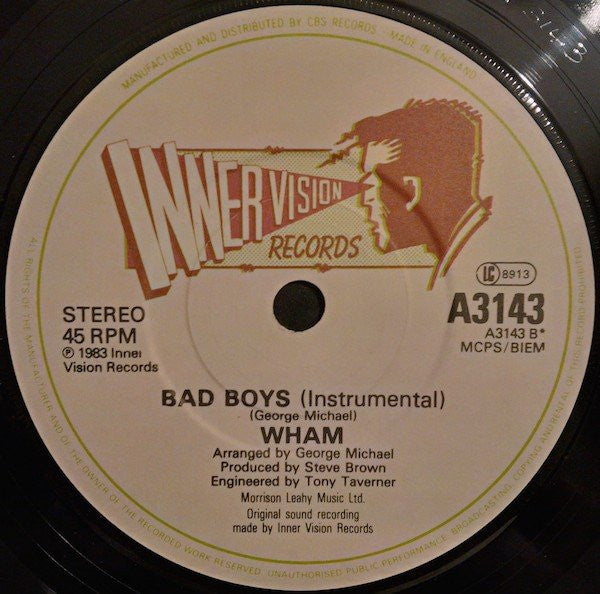 MANUFACTURED AND DISTRIBUTED BY CBS RECORDS · MADE IN ENGLAND
INNERVISION
RECORDS
LC 8913
STEREO
45 RPM
℗ 1983 Inner
Vision Records
A3143
A3143 B*
MCPS/BIEM
BAD BOYS (Instrumental)
(George Michael)
WHAM
Arranged by George Michael
Produced by Steve Brown
Engineered by Tony Taverner
Morrison Leahy Music Ltd.
Original sound recording
made by Inner Vision Records
ALL RIGHTS OF THE MANUFACTURER AND OF THE OWNER OF THE RECORDED WORK RESERVED · UNAUTHORISED PUBLIC PERFORMANCE, BROADCASTING, COPYING AND/OR RENTAL OF THIS RECORD PROHIBITED